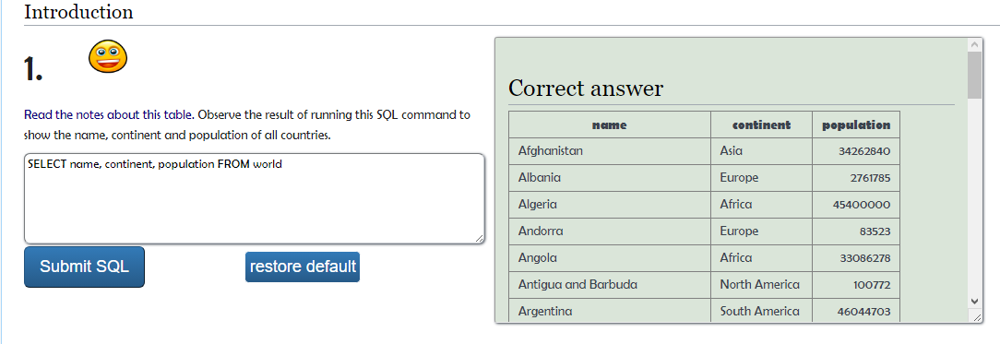 Introduction
1.
Read the notes about this table. Observe the result of running this SQL command to
show the name, continent and population of all countries.
SELECT name, continent, population FROM world
Submit SQL restore default
Correct answer
name continent population
Afghanistan Asia 34262840
Albania Europe 2761785
Algeria Africa 45400000
Andorra Europe 83523
Angola Africa 33086278
Antigua and Barbuda North America 100772
Argentina South America 46044703